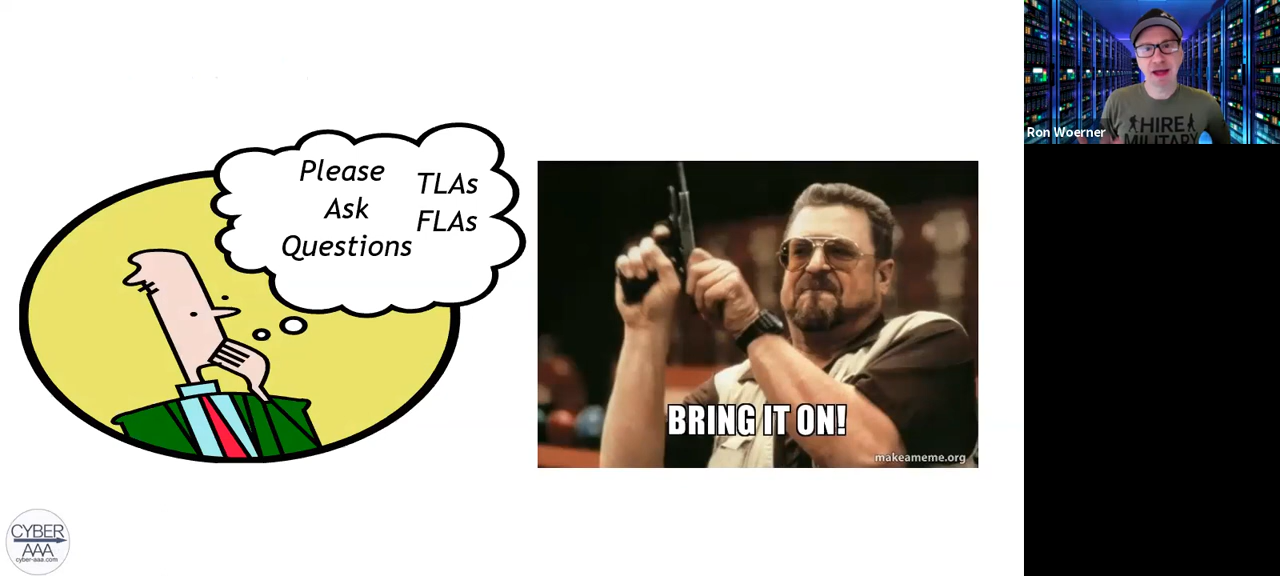 Please
Ask
Questions
TLAs
FLAs
BRING IT ON!
makeameme.org
Ron Woerner
HIRE
MILITARY
CYBER
AAA
cyber-aaa.com